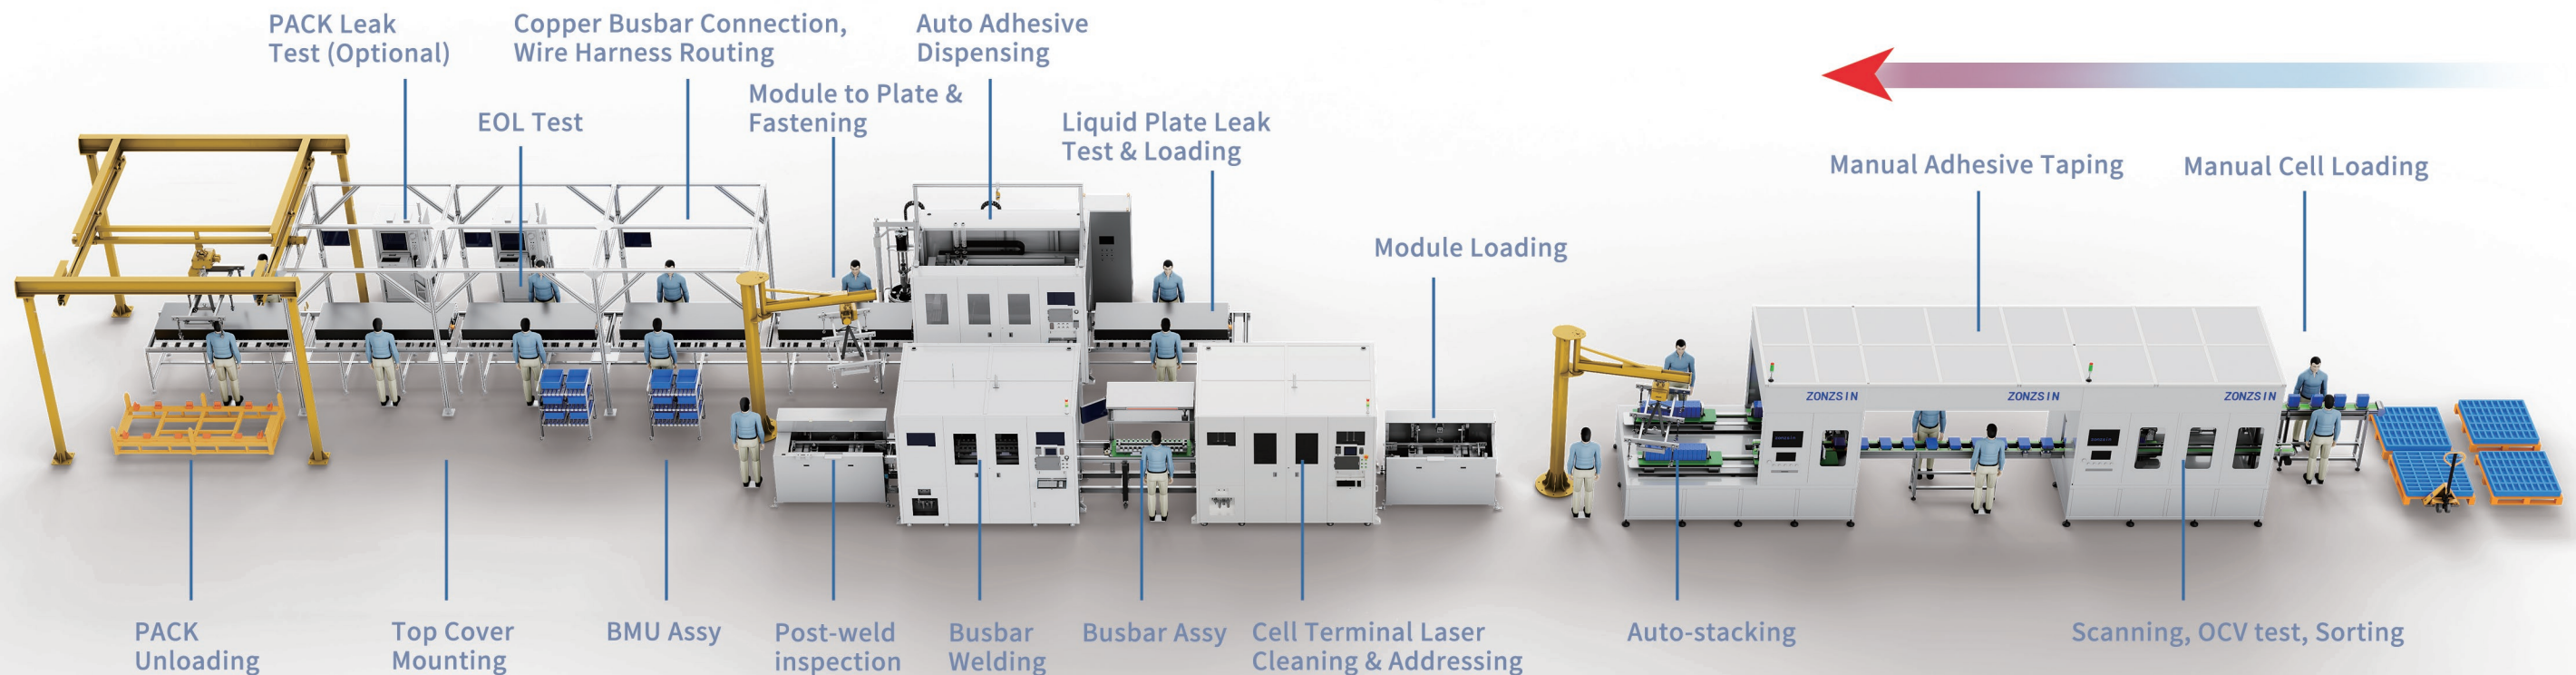 PACK Leak
Test (Optional)
Copper Busbar Connection,
Wire Harness Routing
Auto Adhesive
Dispensing
EOL Test
Module to Plate &
Fastening
Liquid Plate Leak
Test & Loading
Module Loading
Manual Adhesive Taping
Manual Cell Loading
ZONZSIN
ZONZSIN
ZONZSIN
PACK
Unloading
Top Cover
Mounting
BMU Assy
Post-weld
inspection
Busbar
Welding
Busbar Assy
Cell Terminal Laser
Cleaning & Addressing
Auto-stacking
Scanning, OCV test, Sorting